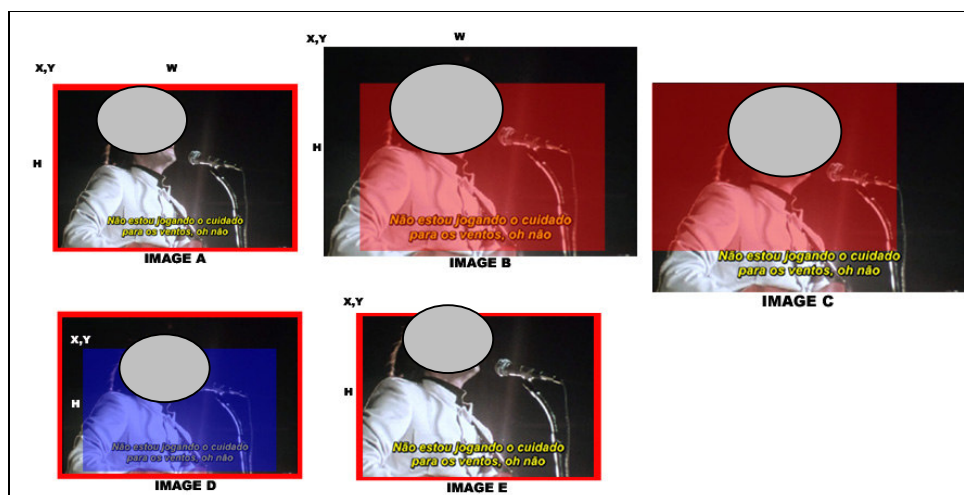 X,Y W
X,Y W
H
H
Não estou jogando o cuidado
para os ventos, oh não
IMAGE A
Não estou jogando o cuidado
para os ventos, oh não
IMAGE B
Não estou jogando o cuidado
para os ventos, oh não
IMAGE C
X,Y
H
Não estou jogando o cuidado
para os ventos, oh não
IMAGE D
X,Y
H
Não estou jogando o cuidado
para os ventos, oh não
IMAGE E